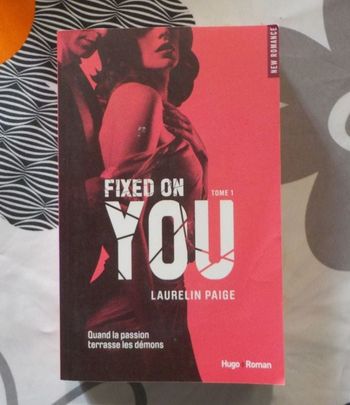 NEW ROMANCE
FIXED ON
TOME 1
YOU
LAURELIN PAIGE
Quand la passion
terrasse les démons
Hugo Roman